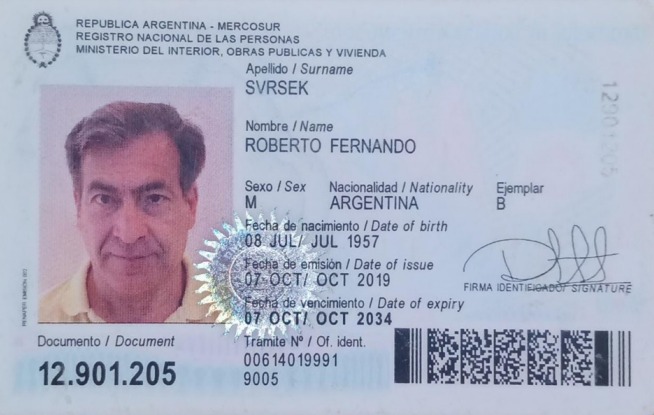 REPUBLICA ARGENTINA - MERCOSUR
REGISTRO NACIONAL DE LAS PERSONAS
MINISTERIO DEL INTERIOR, OBRAS PUBLICAS Y VIVIENDA
Apellido / Surname
SVRSEK
Nombre / Name
ROBERTO FERNANDO
Sexo / Sex Nacionalidad / Nationality Ejemplar
M ARGENTINA B
Fecha de nacimiento / Date of birth
08 JUL/ JUL 1957
Fecha de emisión / Date of issue
07 OCT/ OCT 2019
FIRMA IDENTIFICADO/ SIGNATURE
Fecha de vencimiento / Date of expiry
07 OCT/ OCT 2034
Documento / Document
12.901.205
Trámite Nº / Of. ident.
00614019991
9005
12901205